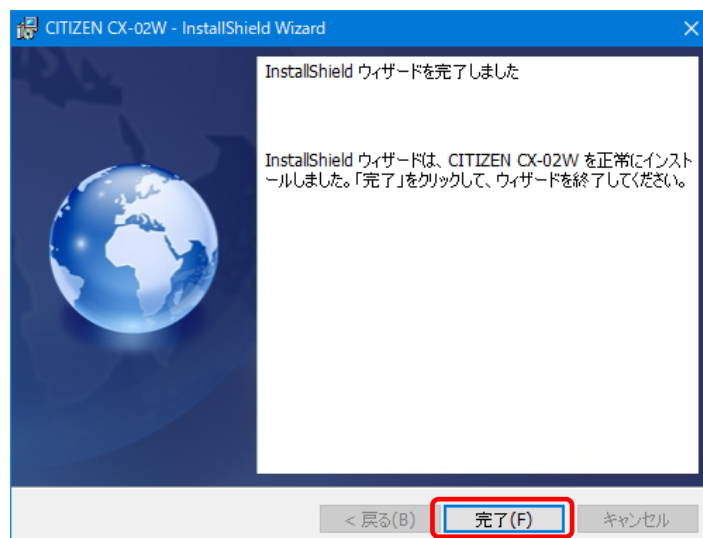 CITIZEN CX-02W - InstallShield Wizard
InstallShield ウィザードを完了しました
InstallShield ウィザードは、CITIZEN CX-02W を正常にインスト
ールしました。「完了」をクリックして、ウィザードを終了してください。
< 戻る(B) 完了(F) キャンセル